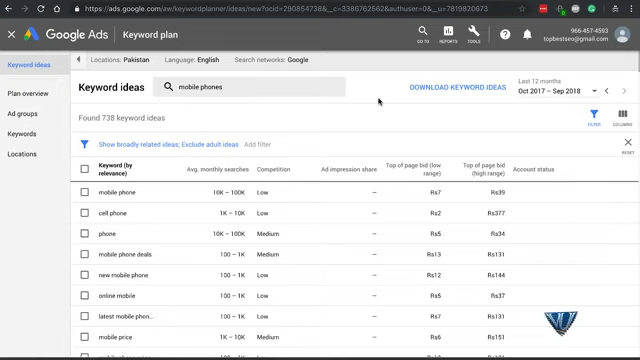 https://ads.google.com/aw/keywordplanner/ideas/new?ocid=290854738&__c=3386762562&authuser=0&__u=7819820673
Google Ads
Keyword plan
GO TO
REPORTS
TOOLS
966-457-4593
topbestseo@gmail.com
Keyword ideas
Plan overview
Ad groups
Keywords
Locations
Locations: Pakistan
Language: English
Search networks: Google
Keyword ideas
mobile phones
DOWNLOAD KEYWORD IDEAS
Last 12 months
Oct 2017 – Sep 2018
Found 738 keyword ideas
FILTER
COLUMNS
Show broadly related ideas; Exclude adult ideas
Add filter
RESET
Keyword (by relevance) Avg. monthly searches Competition Ad impression share Top of page bid (low range) Top of page bid (high range) Account status
mobile phone 10K – 100K Low – Rs7 Rs39
cell phone 1K – 10K Low – Rs2 Rs377
phone 10K – 100K Medium – Rs5 Rs34
mobile phone deals 100 – 1K Medium – Rs13 Rs131
new mobile phone 100 – 1K Low – Rs12 Rs144
online mobile 100 – 1K Low – Rs5 Rs37
latest mobile phon... 100 – 1K Low – Rs7 Rs131
mobile price 1K – 10K Medium – Rs6 Rs151